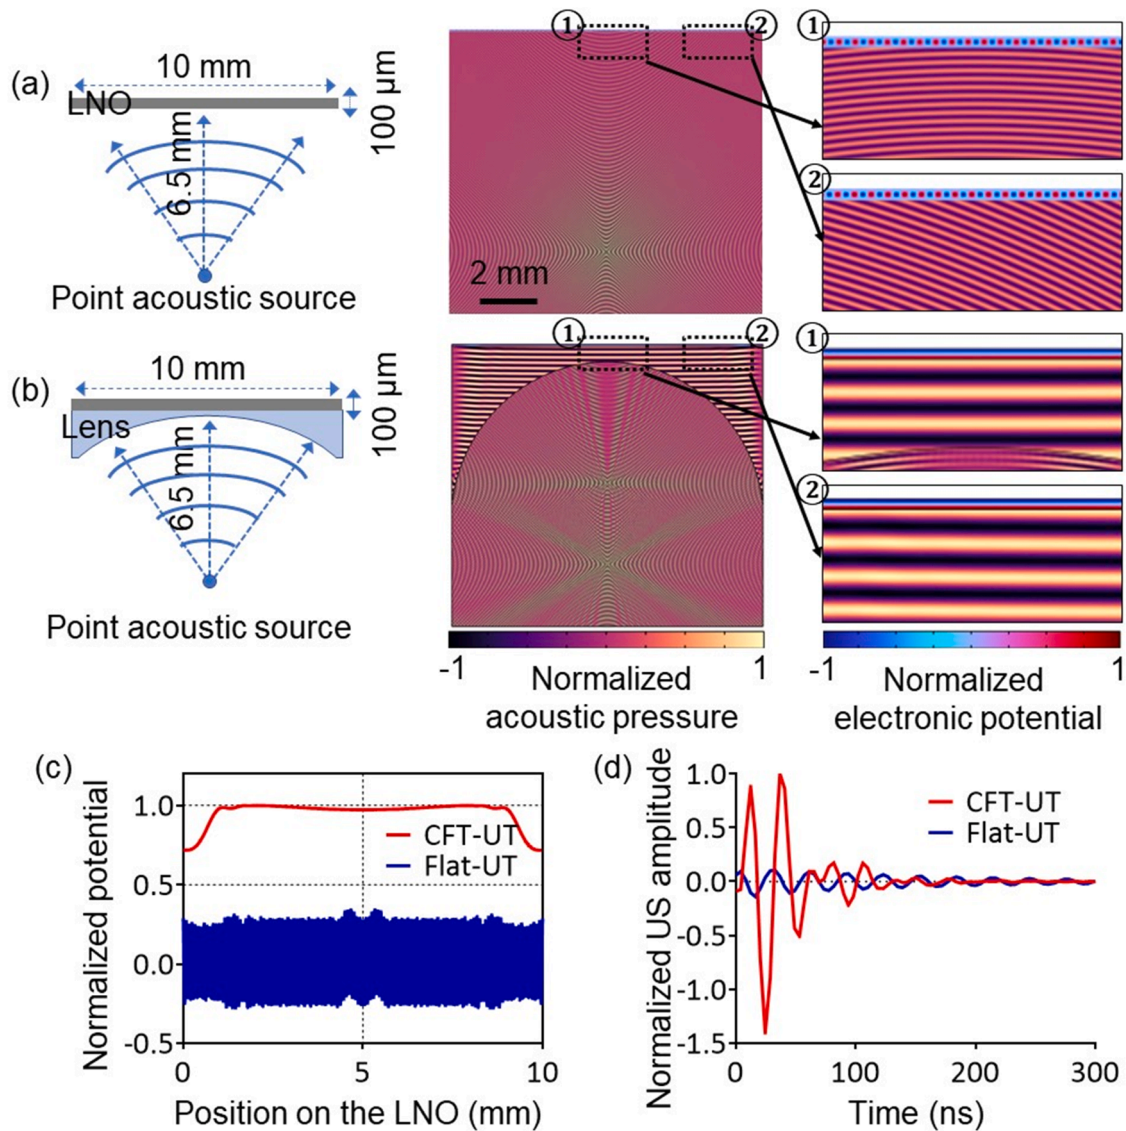 (a)
10 mm
LNO
100 μm
6.5 mm
Point acoustic source
1
2
2 mm
1
2
(b)
10 mm
Lens
100 μm
6.5 mm
Point acoustic source
1
2
1
2
-1
1
Normalized
acoustic pressure
-1
1
Normalized
electronic potential
(c)
Normalized potential
1.0
0.5
0.0
-0.5
CFT-UT
Flat-UT
0
5
10
Position on the LNO (mm)
(d)
Normalized US amplitude
1.0
0.5
0.0
-0.5
-1.0
-1.5
CFT-UT
Flat-UT
0
100
200
300
Time (ns)